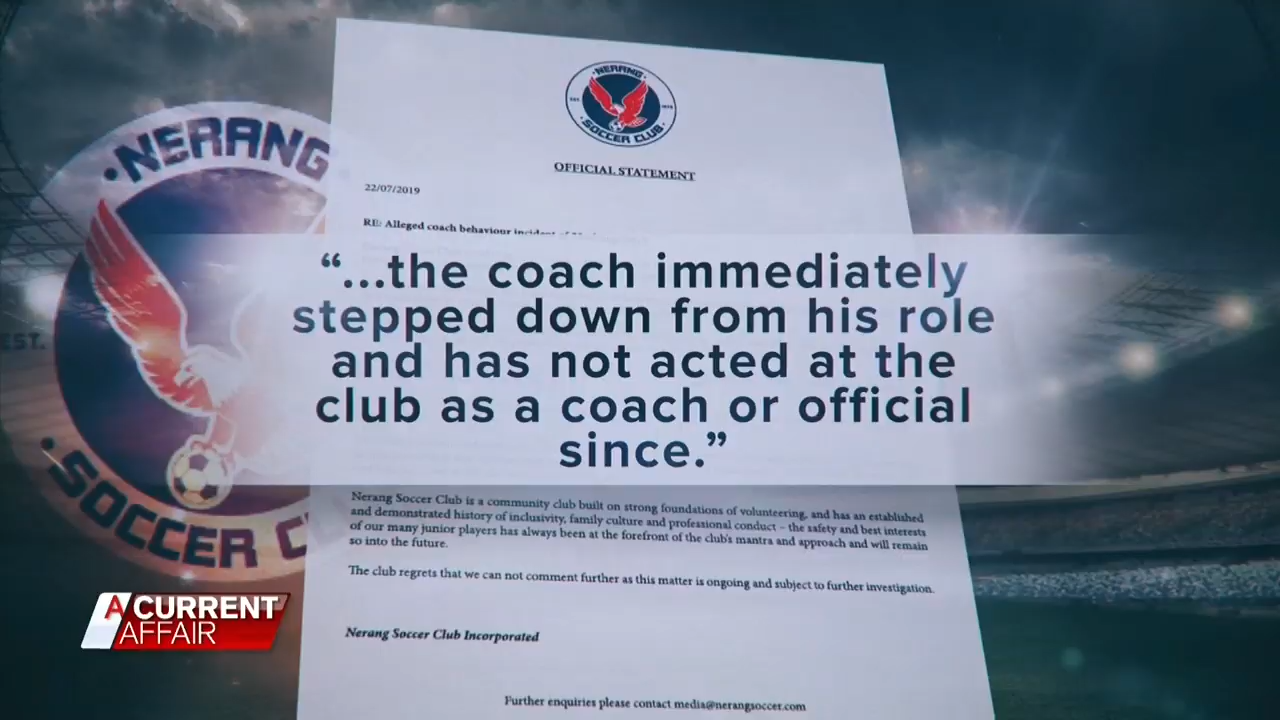 NERANG
SOCCER CLUB
OFFICIAL STATEMENT
22/07/2019
RE: Alleged coach behaviour incident of
NERANG
EST.
SOCCER C
“...the coach immediately
stepped down from his role
and has not acted at the
club as a coach or official
since.”
Nerang Soccer Club is a community club built on strong foundations of volunteering, and has an established
and demonstrated history of inclusivity, family culture and professional conduct – the safety and best interests
of our many junior players has always been at the forefront of the club's mantra and approach and will remain
so into the future.
The club regrets that we can not comment further as this matter is ongoing and subject to further investigation.
A CURRENT
AFFAIR
Nerang Soccer Club Incorporated
Further enquiries please contact media@nerangsoccer.com